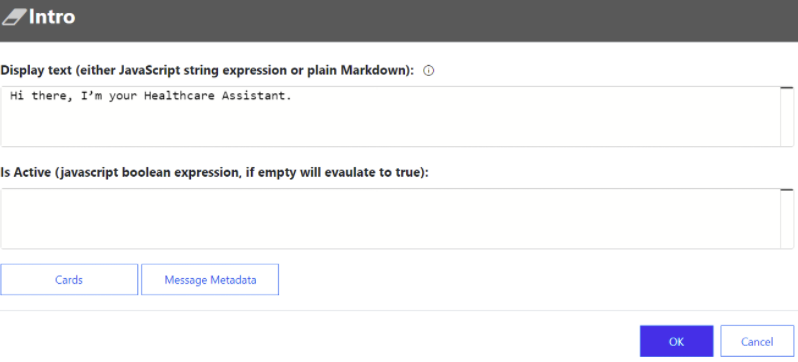 Intro
Display text (either JavaScript string expression or plain Markdown):
Hi there, I’m your Healthcare Assistant.
Is Active (javascript boolean expression, if empty will evaulate to true):
Cards Message Metadata
OK Cancel